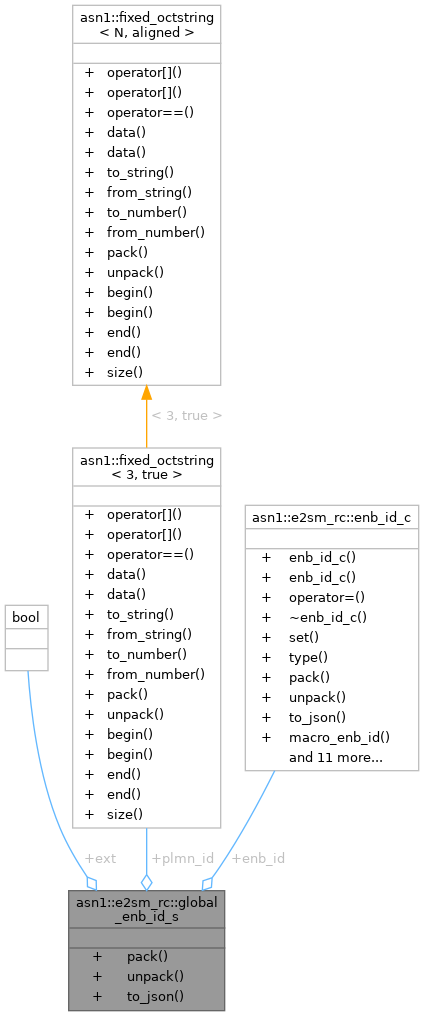 asn1::fixed_octstring
< N, aligned >
+ operator[]()
+ operator[]()
+ operator==()
+ data()
+ data()
+ to_string()
+ from_string()
+ to_number()
+ from_number()
+ pack()
+ unpack()
+ begin()
+ begin()
+ end()
+ end()
+ size()
< 3, true >
asn1::fixed_octstring
< 3, true >
+ operator[]()
+ operator[]()
+ operator==()
+ data()
+ data()
+ to_string()
+ from_string()
+ to_number()
+ from_number()
+ pack()
+ unpack()
+ begin()
+ begin()
+ end()
+ end()
+ size()
asn1::e2sm_rc::enb_id_c
+ enb_id_c()
+ enb_id_c()
+ operator=()
+ ~enb_id_c()
+ set()
+ type()
+ pack()
+ unpack()
+ to_json()
+ macro_enb_id()
and 11 more...
bool
+ext
+plmn_id
+enb_id
asn1::e2sm_rc::global
_enb_id_s
+ pack()
+ unpack()
+ to_json()